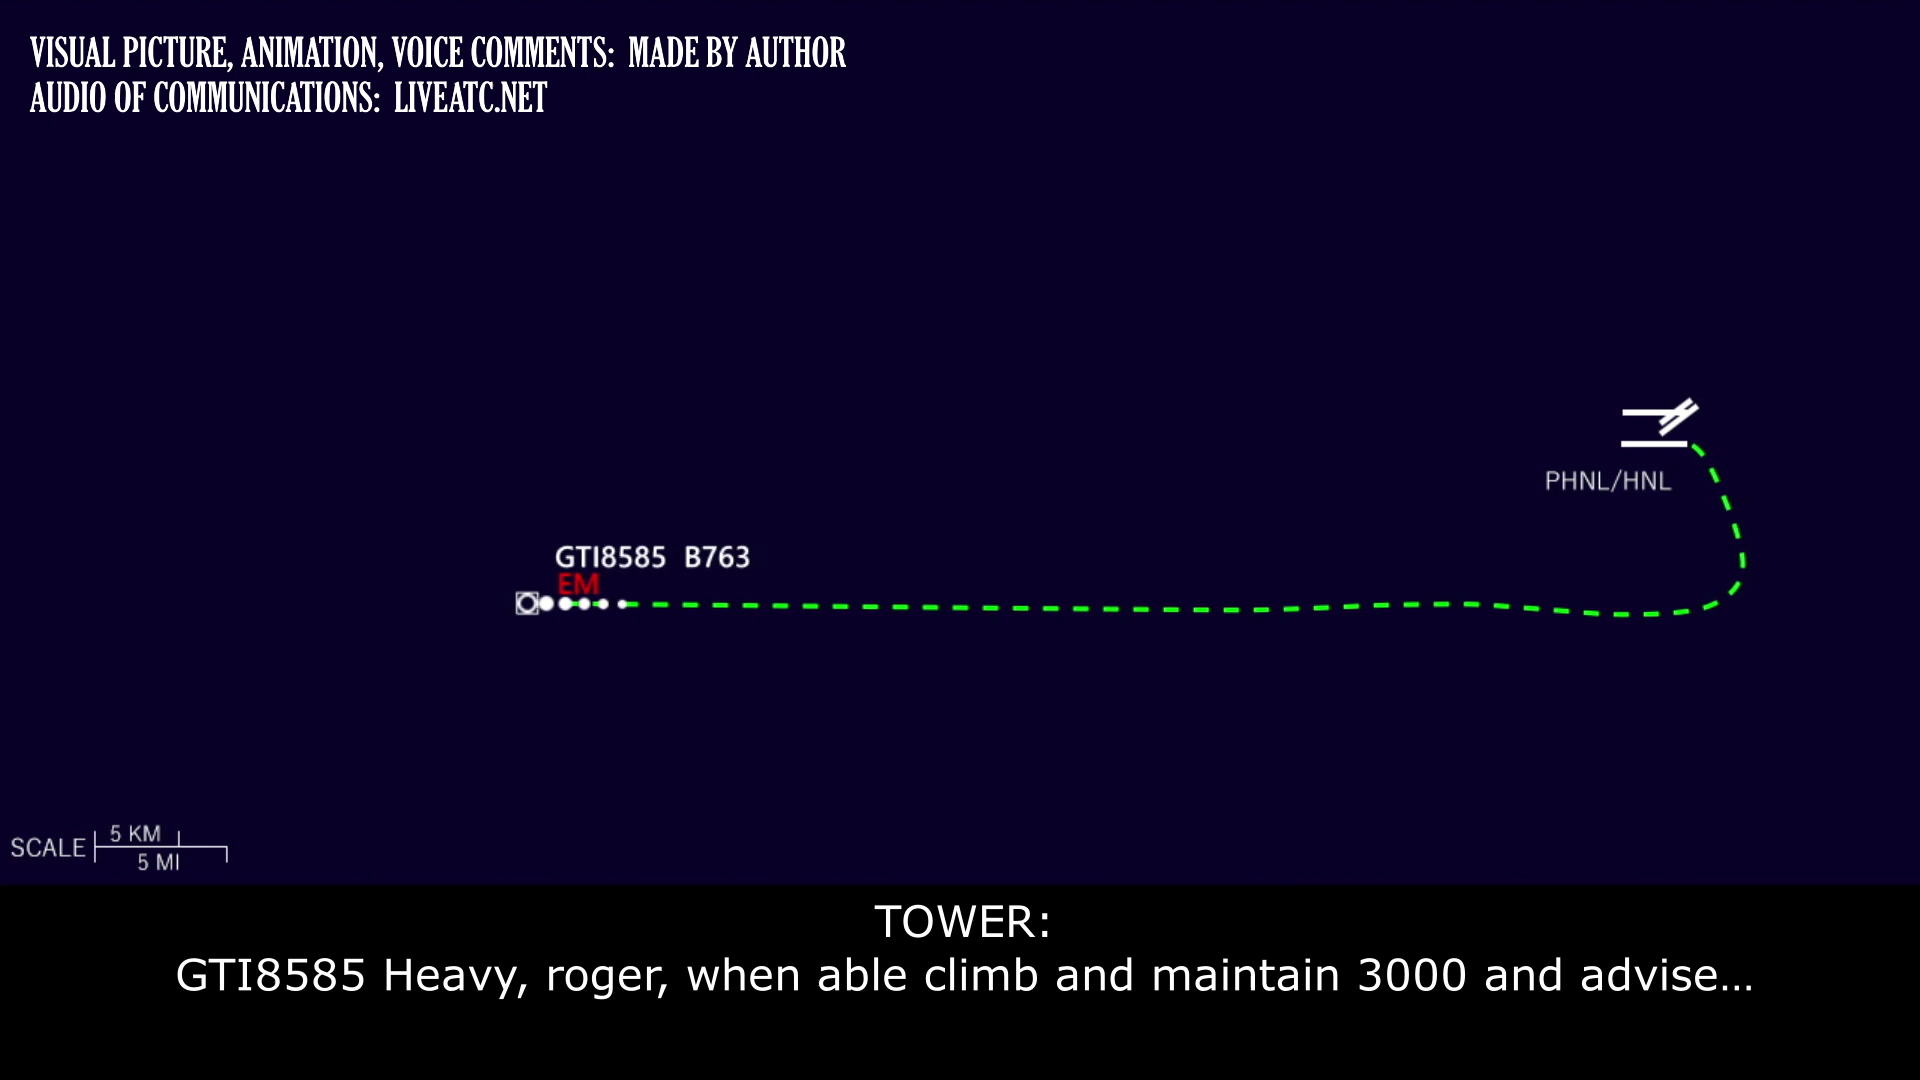 VISUAL PICTURE, ANIMATION, VOICE COMMENTS: MADE BY AUTHOR
AUDIO OF COMMUNICATIONS: LIVEATC.NET
PHNL/HNL
GTI8585 B763
EM
5 KM
SCALE
5 MI
TOWER:
GTI8585 Heavy, roger, when able climb and maintain 3000 and advise...